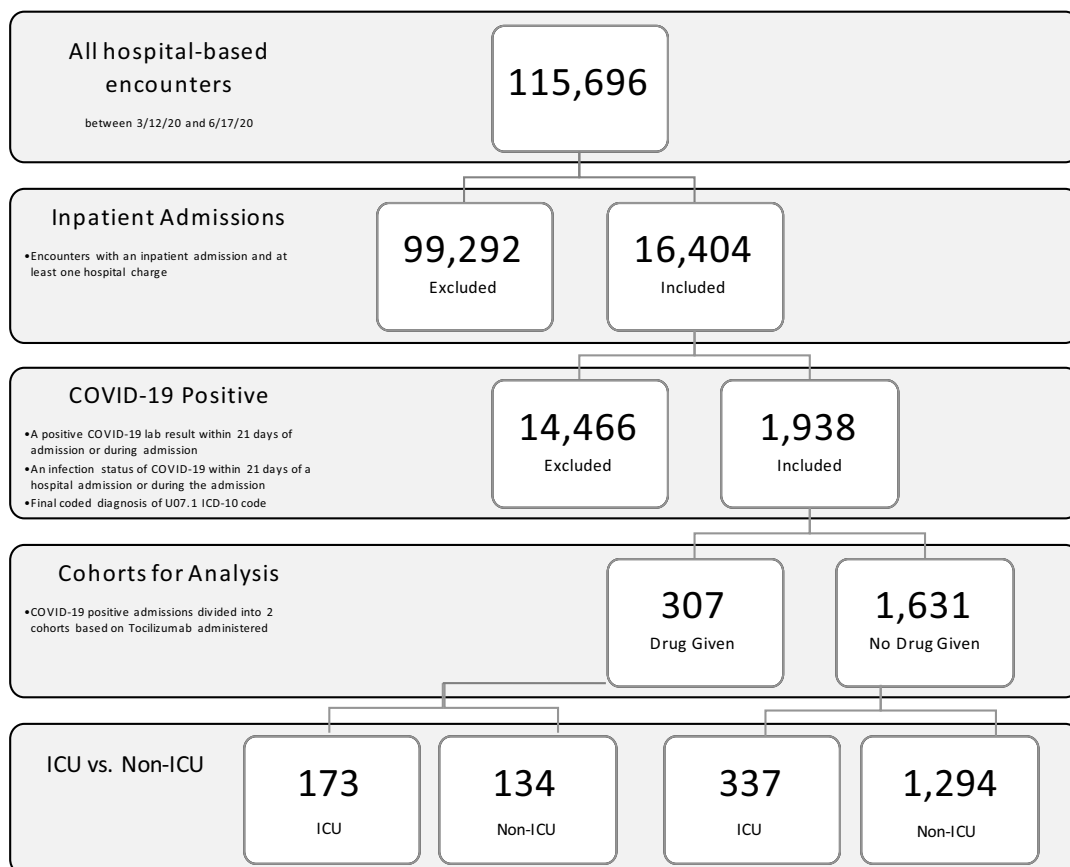 All hospital-based
encounters
between 3/12/20 and 6/17/20
115,696
Inpatient Admissions
•Encounters with an inpatient admission and at
least one hospital charge
99,292
Excluded
16,404
Included
COVID-19 Positive
•A positive COVID-19 lab result within 21 days of
admission or during admission
•An infection status of COVID-19 within 21 days of a
hospital admission or during the admission
•Final coded diagnosis of U07.1 ICD-10 code
14,466
Excluded
1,938
Included
Cohorts for Analysis
•COVID-19 positive admissions divided into 2
cohorts based on Tocilizumab administered
307
Drug Given
1,631
No Drug Given
ICU vs. Non-ICU
173
ICU
134
Non-ICU
337
ICU
1,294
Non-ICU